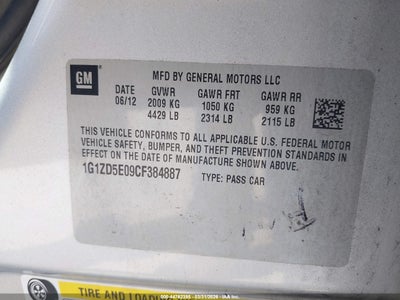 GM
MFD BY GENERAL MOTORS LLC
DATE GVWR GAWR FRT GAWR RR
06/12 2009 KG 1050 KG 959 KG
4429 LB 2314 LB 2115 LB
THIS VEHICLE CONFORMS TO ALL APPLICABLE U.S. FEDERAL MOTOR
VEHICLE SAFETY, BUMPER, AND THEFT PREVENTION STANDARDS IN
EFFECT ON THE DATE OF MANUFACTURE SHOWN ABOVE.
1G1ZD5E09CF384887 TYPE: PASS CAR
TIRE AND LOADI